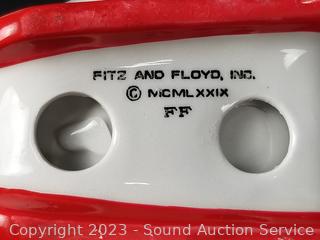 FITZ AND FLOYD, INC.
© MCMLXXIX
FF
Copyright 2023 - Sound Auction Service